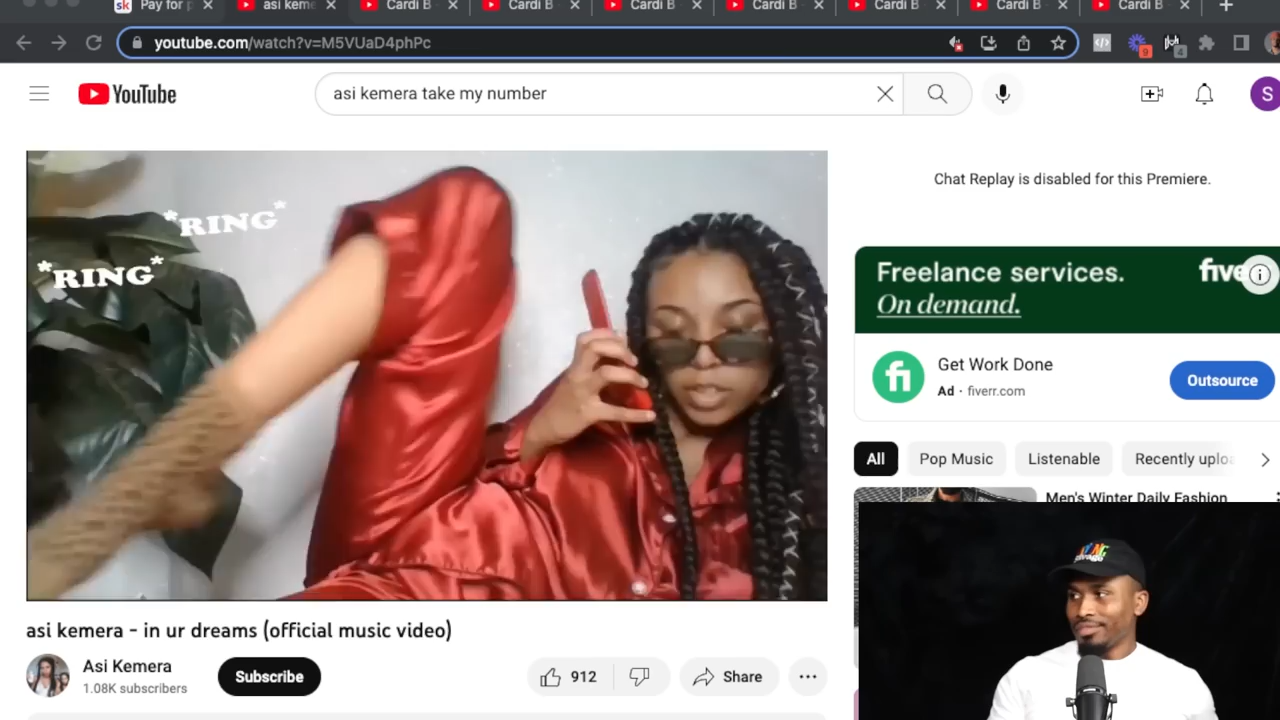 Pay for p
asi keme
Cardi B
Cardi B
Cardi B
Cardi B
Cardi B
Cardi B
Cardi B
youtube.com/watch?v=M5VUaD4phPc
9
4
YouTube
asi kemera take my number
S
Chat Replay is disabled for this Premiere.
*RING*
*RING*
Freelance services.
On demand.
five
fi
Get Work Done
Ad · fiverr.com
Outsource
All
Pop Music
Listenable
Recently uplo
Men's Winter Daily Fashion
asi kemera - in ur dreams (official music video)
Asi Kemera
1.08K subscribers
Subscribe
912
Share